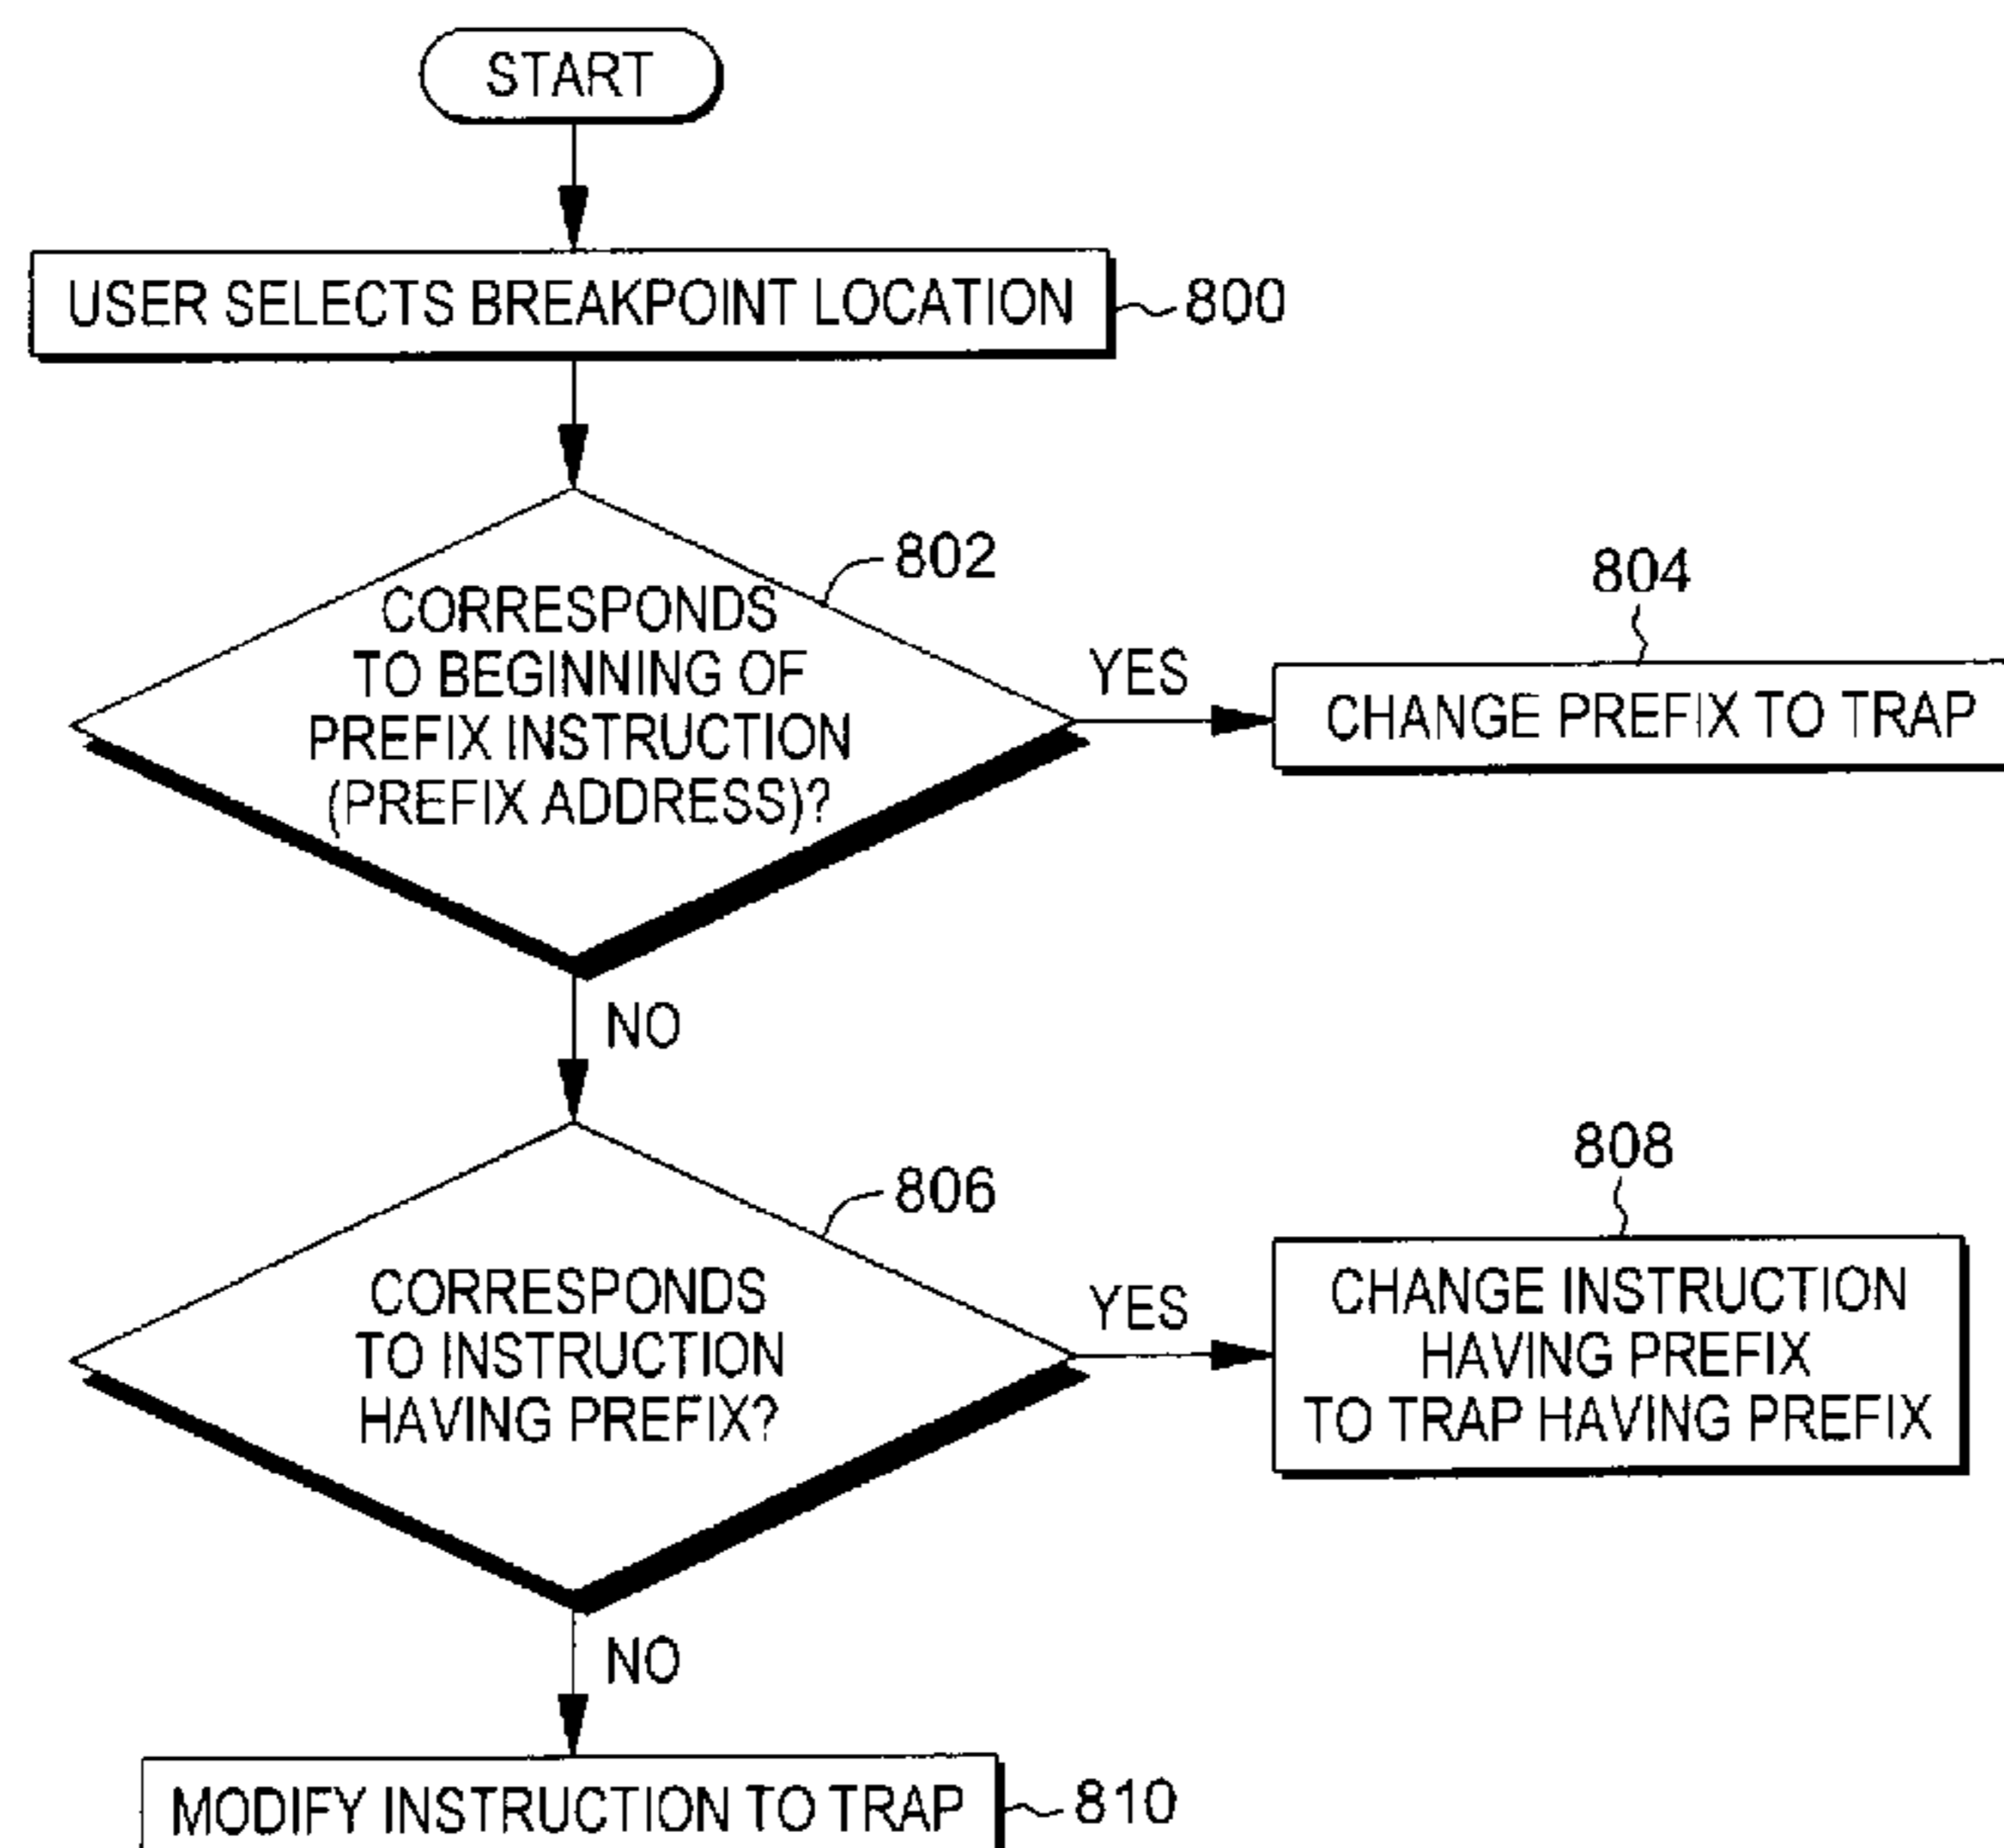 START
USER SELECTS BREAKPOINT LOCATION
800
802
CORRESPONDS
TO BEGINNING OF
PREFIX INSTRUCTION
(PREFIX ADDRESS)?
YES
804
CHANGE PREFIX TO TRAP
NO
806
CORRESPONDS
TO INSTRUCTION
HAVING PREFIX?
YES
808
CHANGE INSTRUCTION
HAVING PREFIX
TO TRAP HAVING PREFIX
NO
MODIFY INSTRUCTION TO TRAP
810